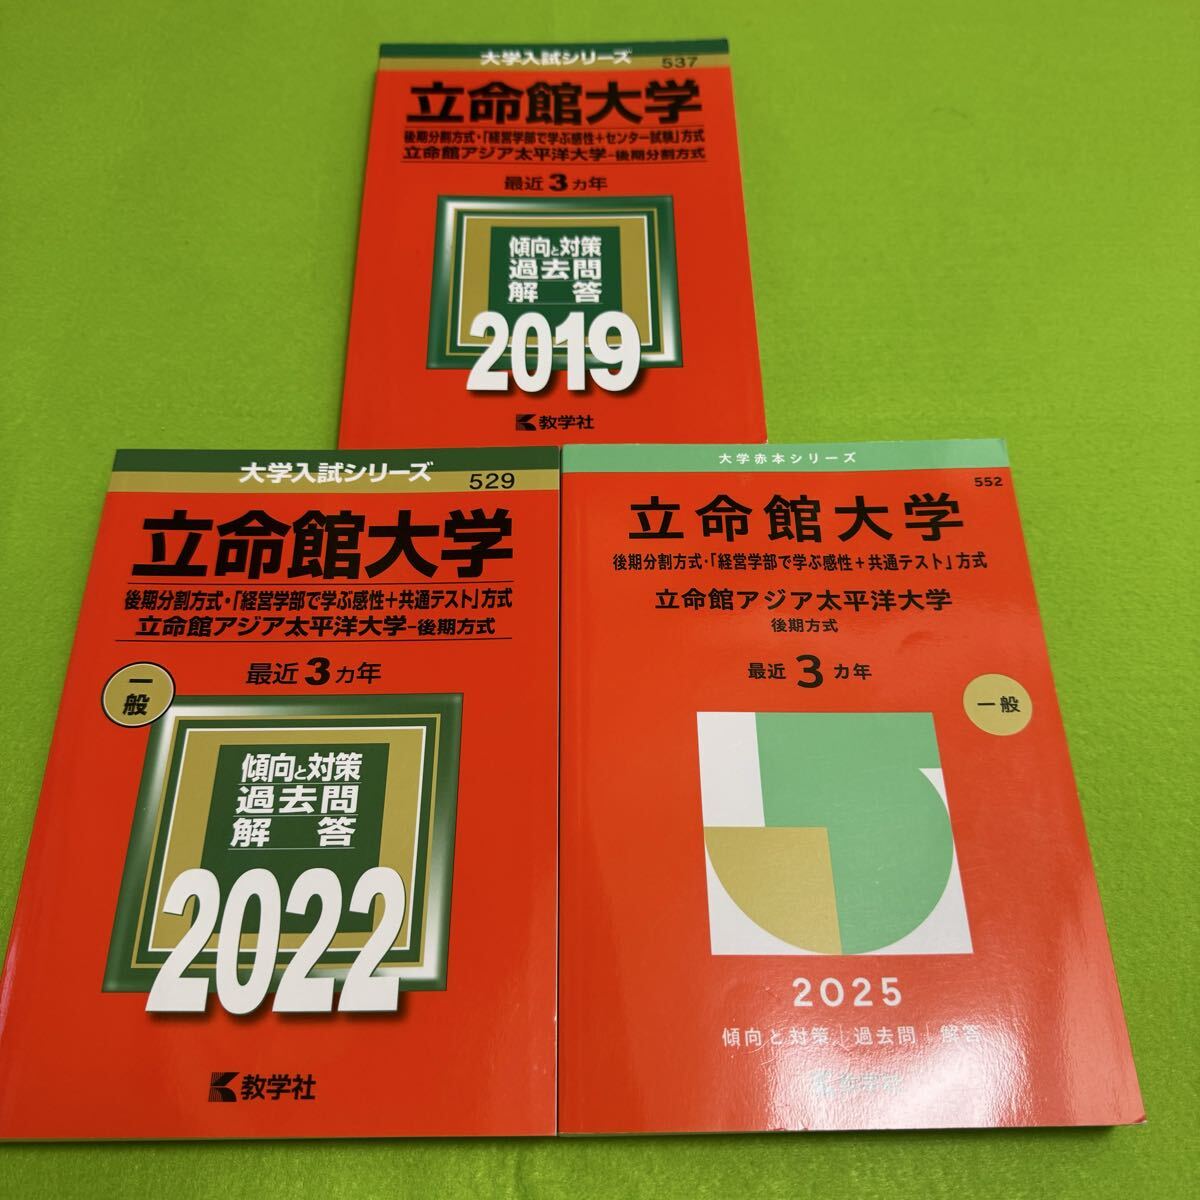 大学入試シリーズ
537
立命館大学
後期分割方式・「経営学部で学ぶ感性+センター試験」方式
立命館アジア太平洋大学-後期分割方式
最近3カ年
傾向と対策
過去問
解答
2019
教学社
大学入試シリーズ
529
立命館大学
後期分割方式・「経営学部で学ぶ感性+共通テスト」方式
立命館アジア太平洋大学-後期方式
最近3カ年
一般
傾向と対策
過去問
解答
2022
教学社
大学赤本シリーズ
552
立命館大学
後期分割方式・「経営学部で学ぶ感性+共通テスト」方式
立命館アジア太平洋大学
後期方式
最近3カ年
一般
2025
傾向と対策|過去問|解答
教学社